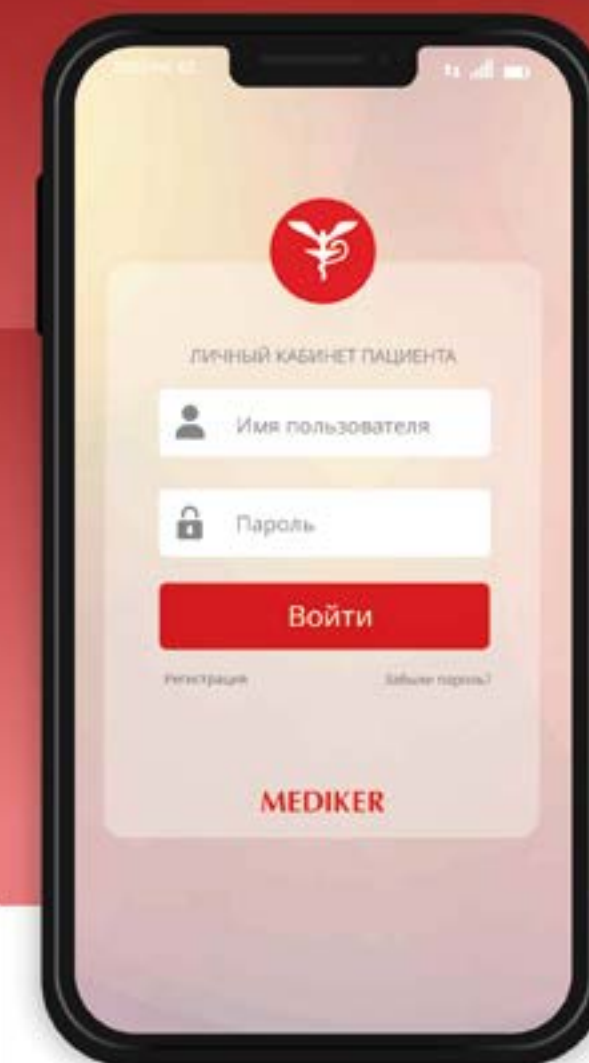 ЛИЧНЫЙ КАБИНЕТ ПАЦИЕНТА
Имя пользователя
Пароль
Войти
Регистрация
Забыли пароль?
MEDIKER